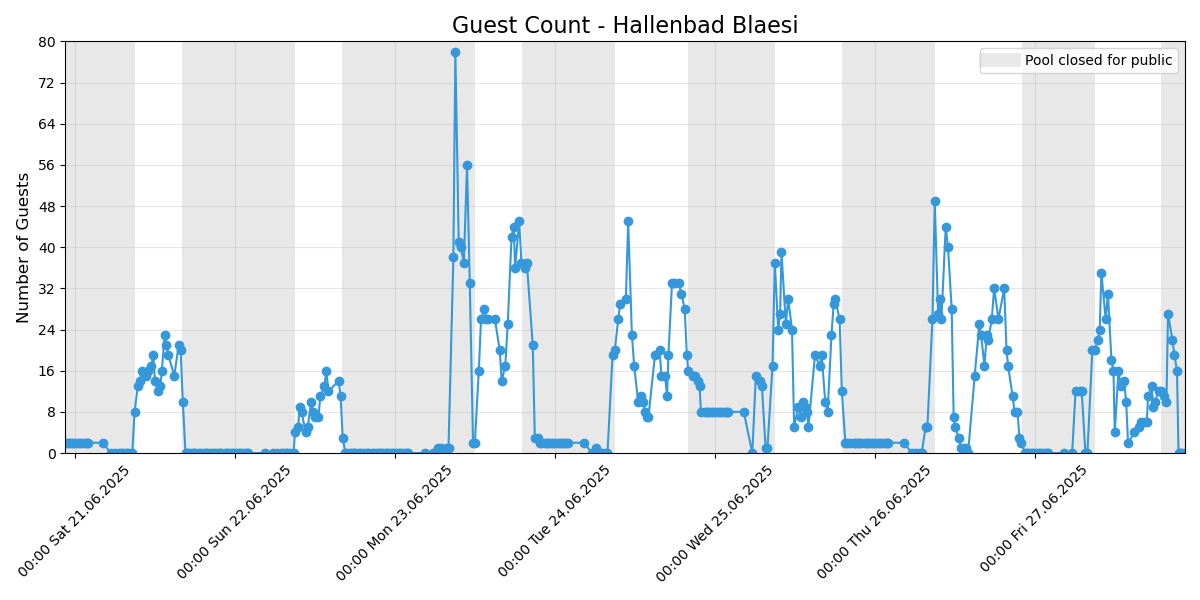 Guest Count - Hallenbad Blaesi
Pool closed for public
Number of Guests
80
72
64
56
48
40
32
24
16
8
0
00:00 Sat 21.06.2025
00:00 Sun 22.06.2025
00:00 Mon 23.06.2025
00:00 Tue 24.06.2025
00:00 Wed 25.06.2025
00:00 Thu 26.06.2025
00:00 Fri 27.06.2025